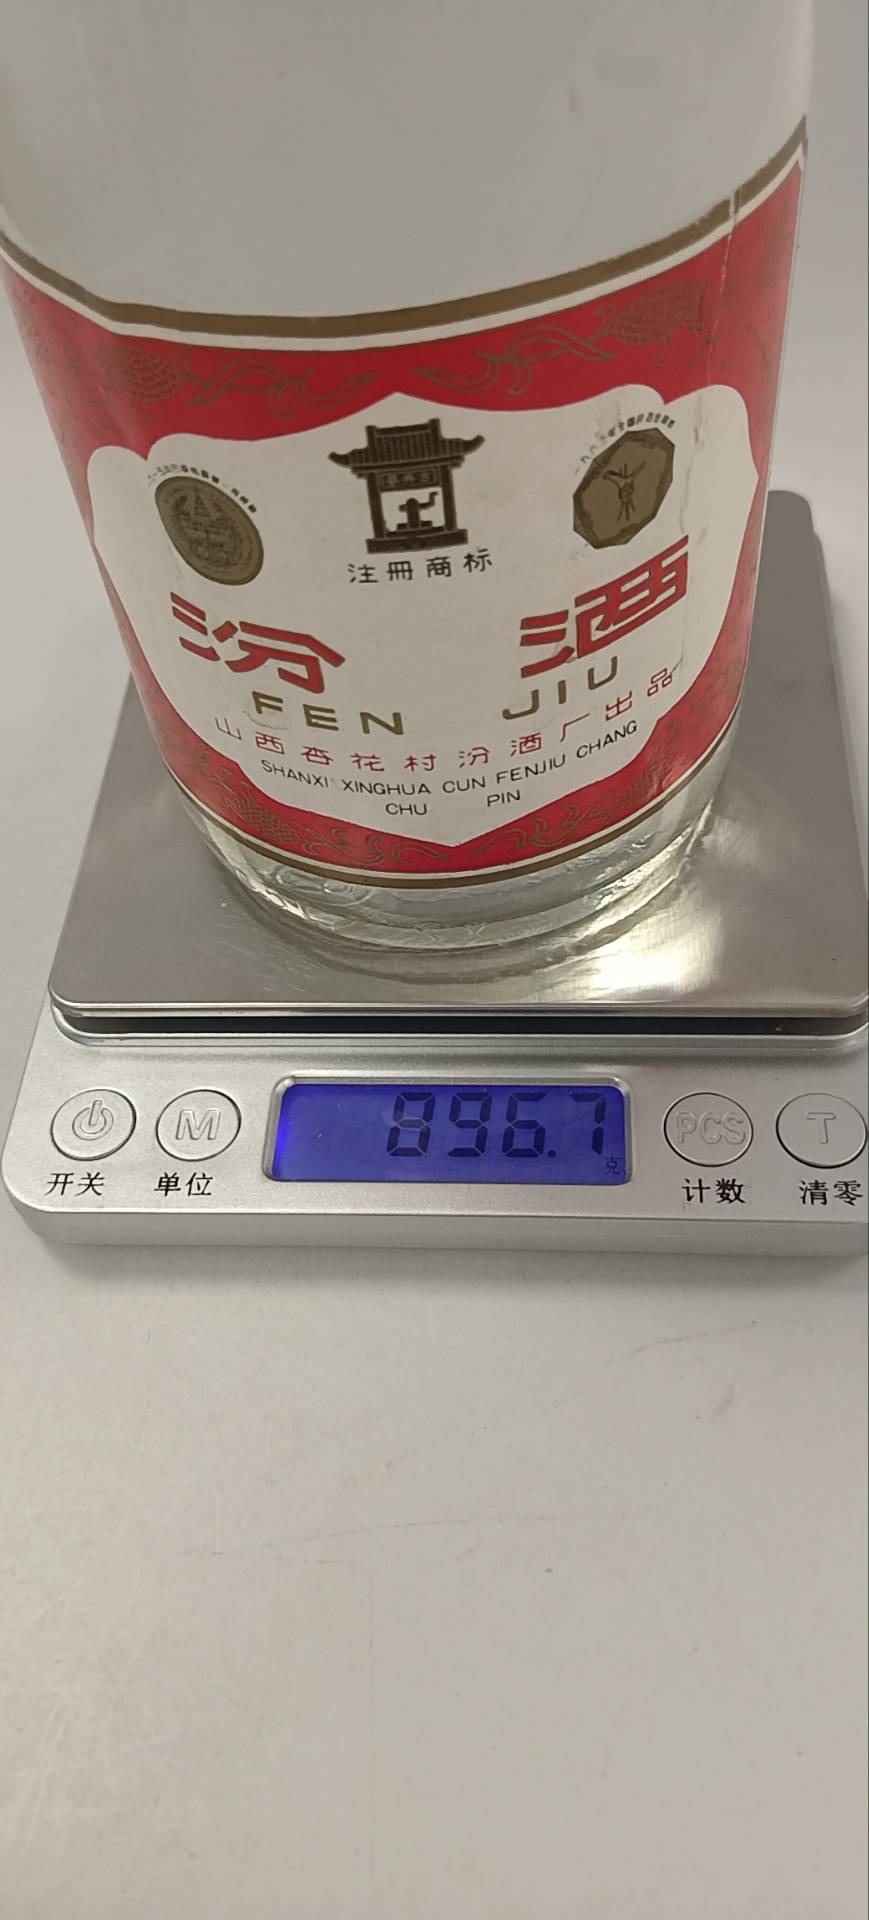 注冊商标
汾酒
FEN JIU
山西杏花村汾酒厂出品
SHANXI XINGHUA CUN FENJIU CHANG
CHU PIN
896.7
克
M
PCS
T
开关
单位
计数
清零